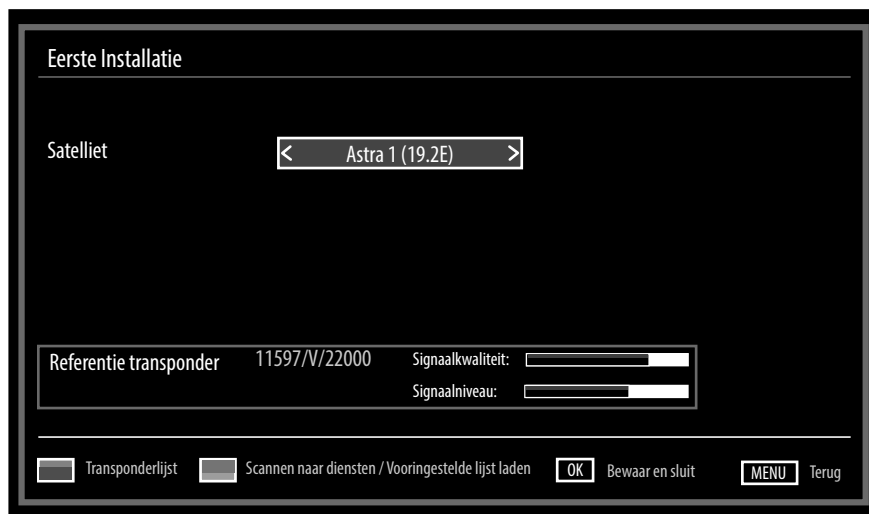 Eerste Installatie
Satelliet
< Astra 1 (19.2E) >
Referentie transponder 11597/V/22000 Signaalkwaliteit:
Signaalniveau:
Transponderlijst Scannen naar diensten / Vooringestelde lijst laden OK Bewaar en sluit MENU Terug